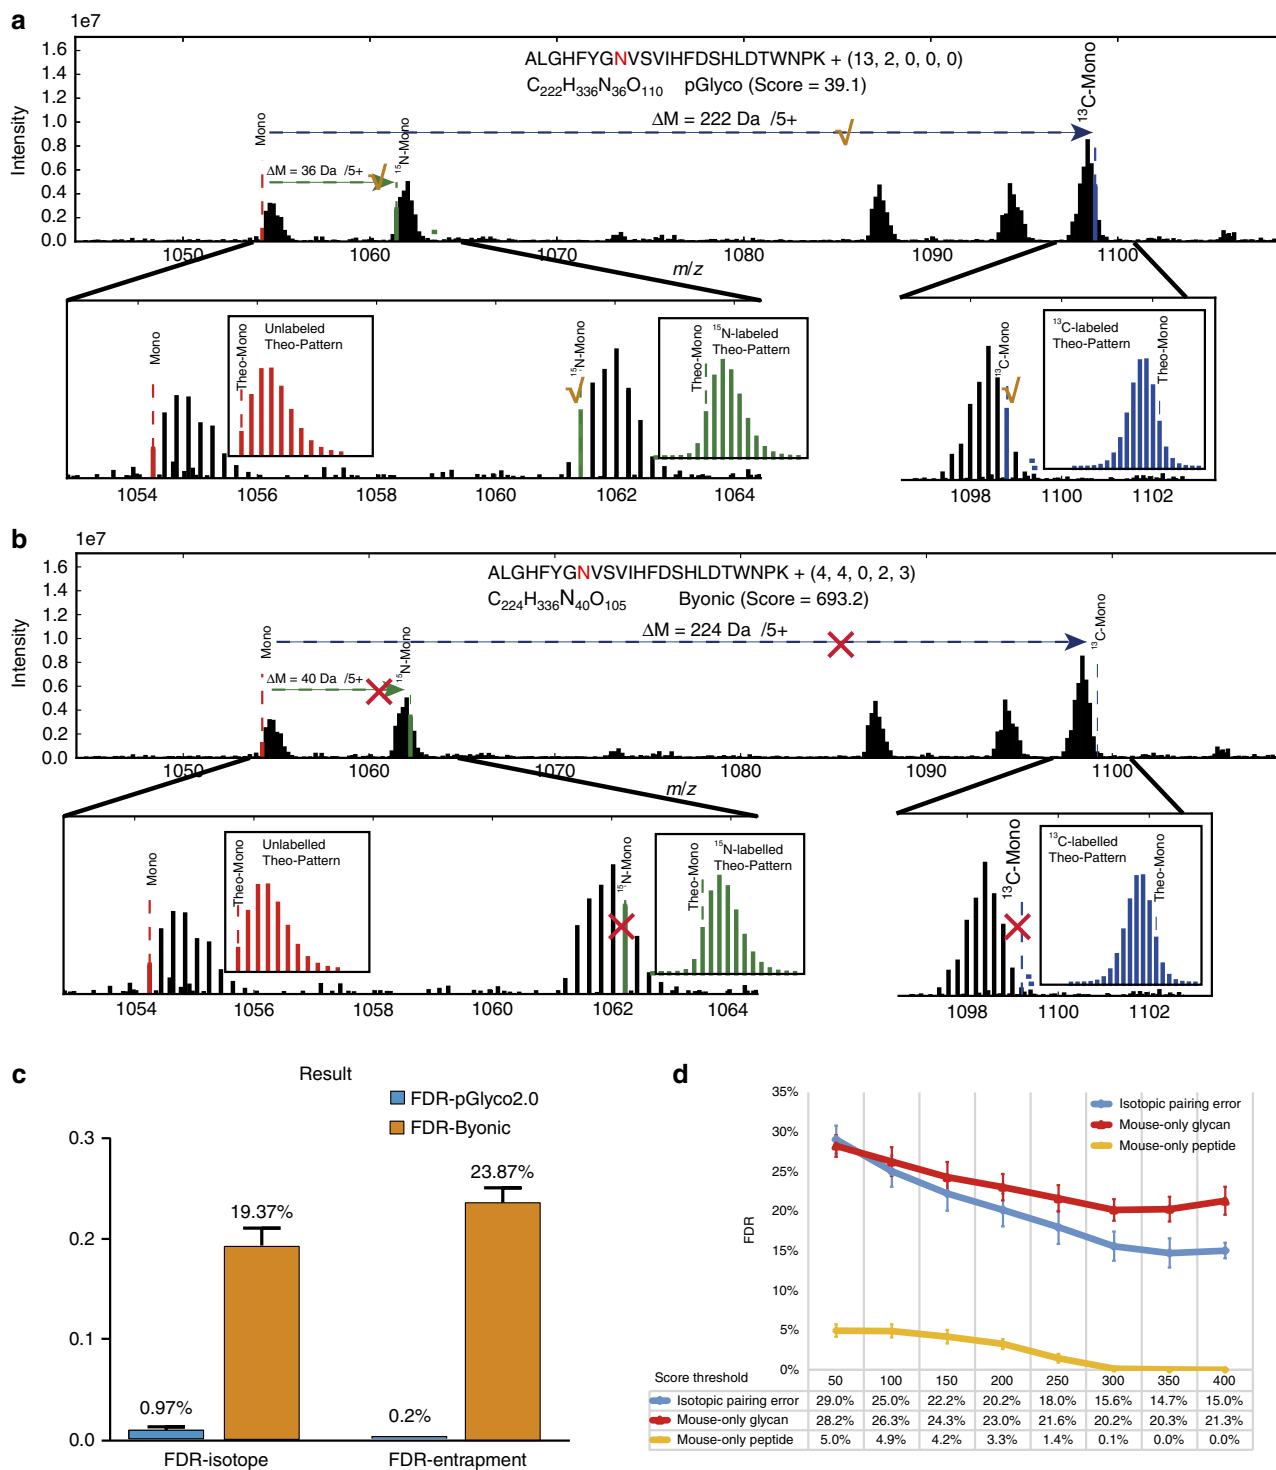 a
1e7
1.6
1.4
1.2
1.0
0.8
0.6
0.4
0.2
0.0
Intensity
ALGHFYGNVSVIHFDSHLDTWNPK + (13, 2, 0, 0, 0)
C222H336N36O110 pGlyco (Score = 39.1)
ΔM = 222 Da /5+
ΔM = 36 Da /5+
Mono
15N-Mono
13C-Mono
1050 1060 1070 1080 1090 1100
m/z
Mono
Theo-Mono
Unlabeled
Theo-Pattern
15N-Mono
Theo-Mono
15N-labeled
Theo-Pattern
1054 1056 1058 1060 1062 1064
13C-Mono
13C-labeled
Theo-Pattern
Theo-Mono
1098 1100 1102
b
1e7
1.6
1.4
1.2
1.0
0.8
0.6
0.4
0.2
0.0
Intensity
ALGHFYGNVSVIHFDSHLDTWNPK + (4, 4, 0, 2, 3)
C224H336N40O105 Byonic (Score = 693.2)
ΔM = 224 Da /5+
ΔM = 40 Da /5+
Mono
15N-Mono
13C-Mono
1050 1060 1070 1080 1090 1100
m/z
Mono
Theo-Mono
Unlabelled
Theo-Pattern
15N-Mono
Theo-Mono
15N-labelled
Theo-Pattern
1054 1056 1058 1060 1062 1064
13C-Mono
13C-labelled
Theo-Pattern
Theo-Mono
1098 1100 1102
c
Result
FDR-pGlyco2.0
FDR-Byonic
0.3
0.2
0.1
0.0
0.97%
19.37%
0.2%
23.87%
FDR-isotope FDR-entrapment
d
35%
30%
25%
20%
15%
10%
5%
0%
FDR
Isotopic pairing error
Mouse-only glycan
Mouse-only peptide
Score threshold 50 100 150 200 250 300 350 400
Isotopic pairing error 29.0% 25.0% 22.2% 20.2% 18.0% 15.6% 14.7% 15.0%
Mouse-only glycan 28.2% 26.3% 24.3% 23.0% 21.6% 20.2% 20.3% 21.3%
Mouse-only peptide 5.0% 4.9% 4.2% 3.3% 1.4% 0.1% 0.0% 0.0%